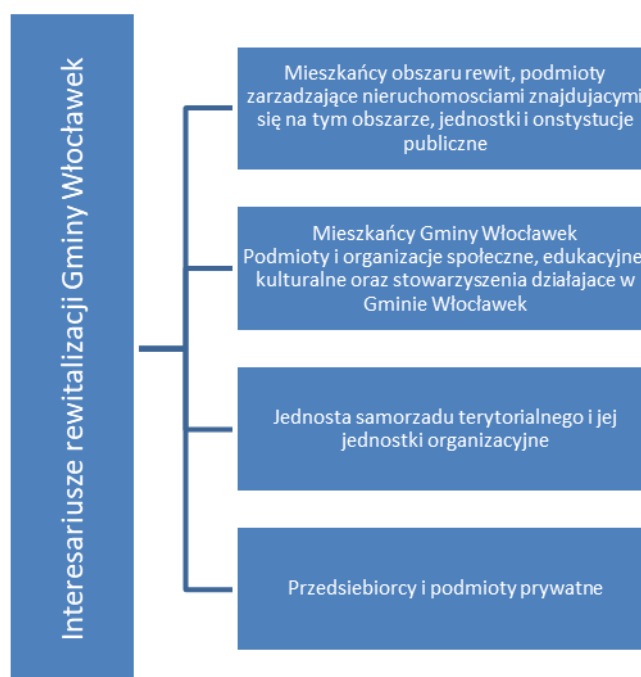 Interesariusze rewitalizacji Gminy Włocławek
Mieszkańcy obszaru rewit, podmioty
zarzadzające nieruchomosciami znajdujacymi
się na tym obszarze, jednostki i onstystucje
publiczne
Mieszkańcy Gminy Włocławek
Podmioty i organizacje społeczne, edukacyjne
kulturalne oraz stowarzyszenia działajace w
Gminie Włocławek
Jednosta samorzadu terytorialnego i jej
jednostki organizacyjne
Przedsiebiorcy i podmioty prywatne